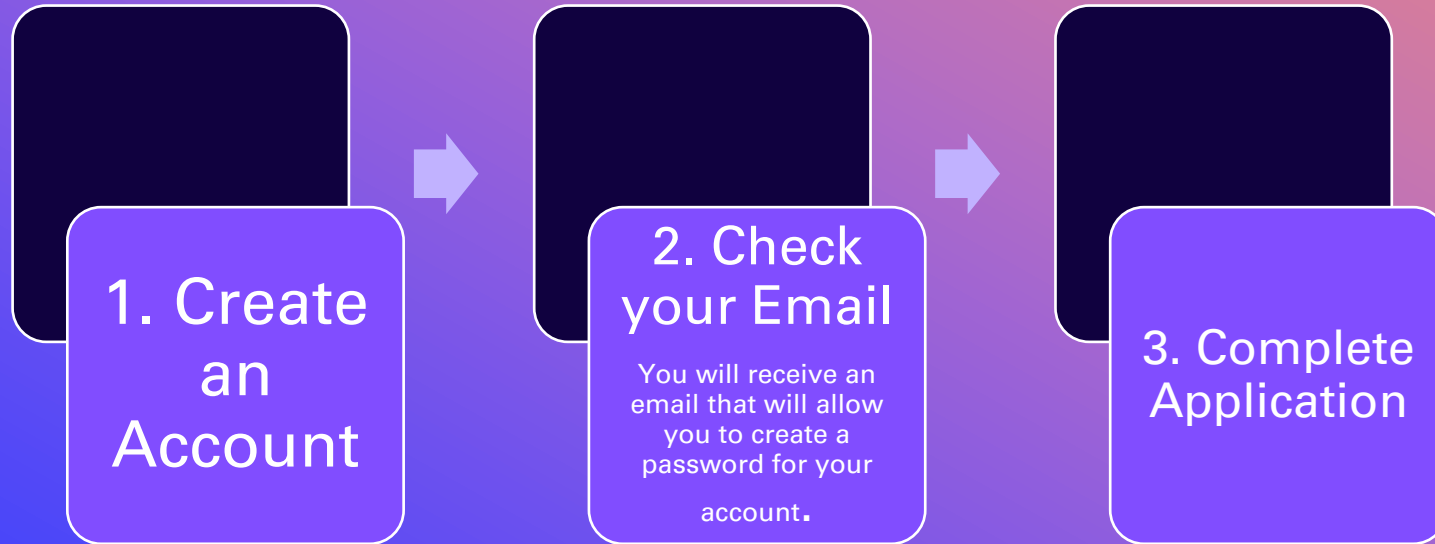 1. Create
an
Account
2. Check
your Email
You will receive an
email that will allow
you to create a
password for your
account.
3. Complete
Application